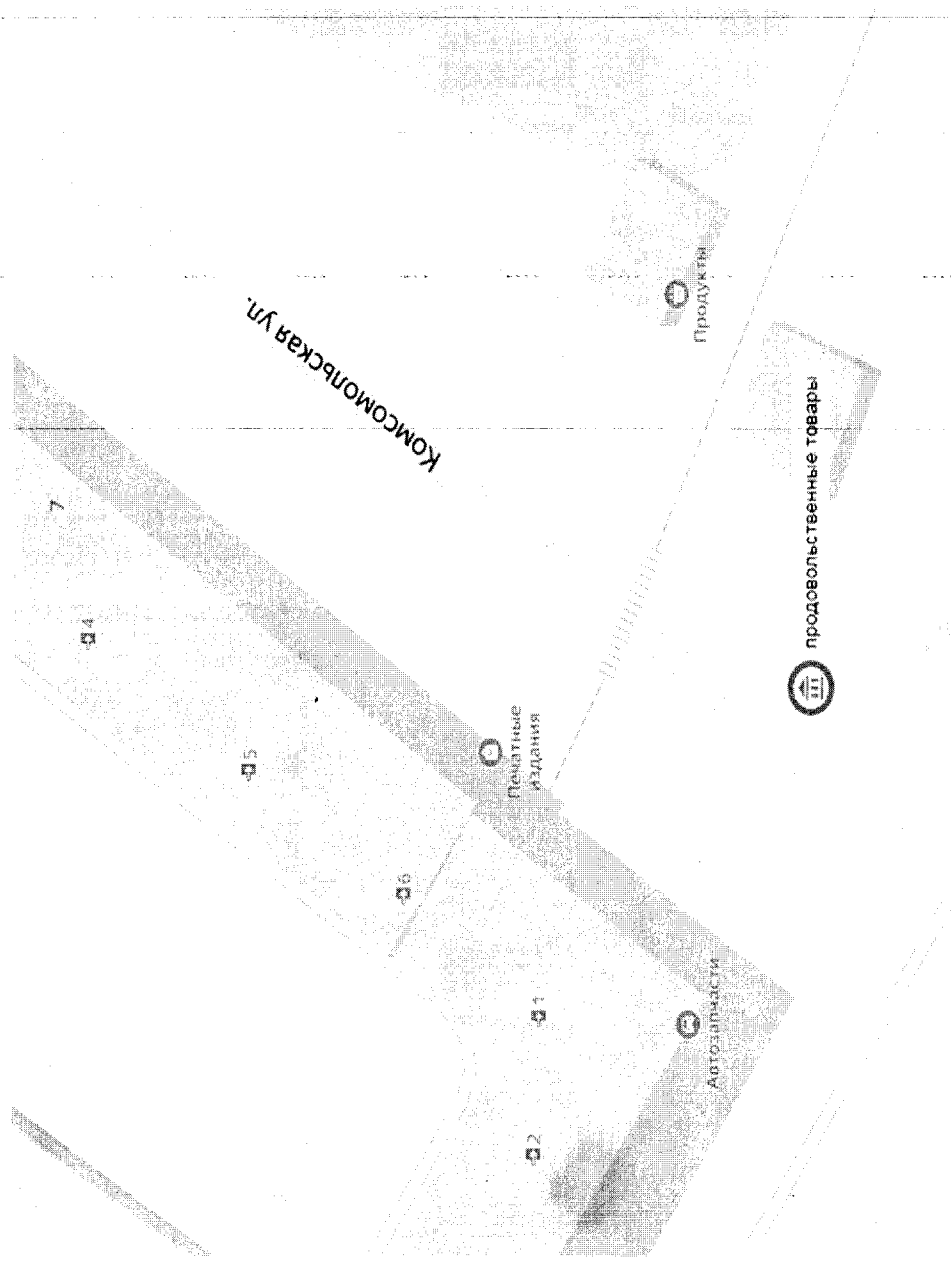 Комсомольская ул.
Продукты
продовольственные товары
7
4
5
Печатные
издания
6
1
Автозапчасти
2